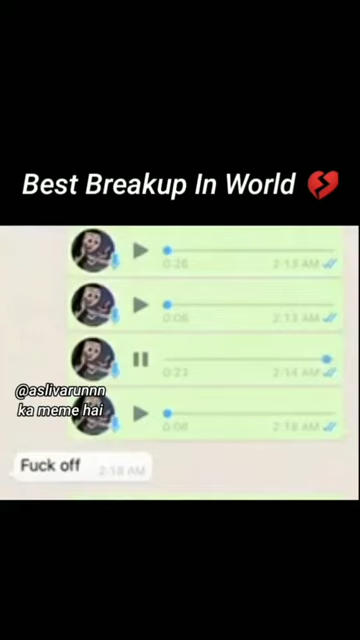 Best Breakup In World 💔
0:26 2:13 AM
0:06 2:13 AM
0:23 2:14 AM
@aslivarunnn
ka meme hai
0:08 2:18 AM
Fuck off 2:18 AM